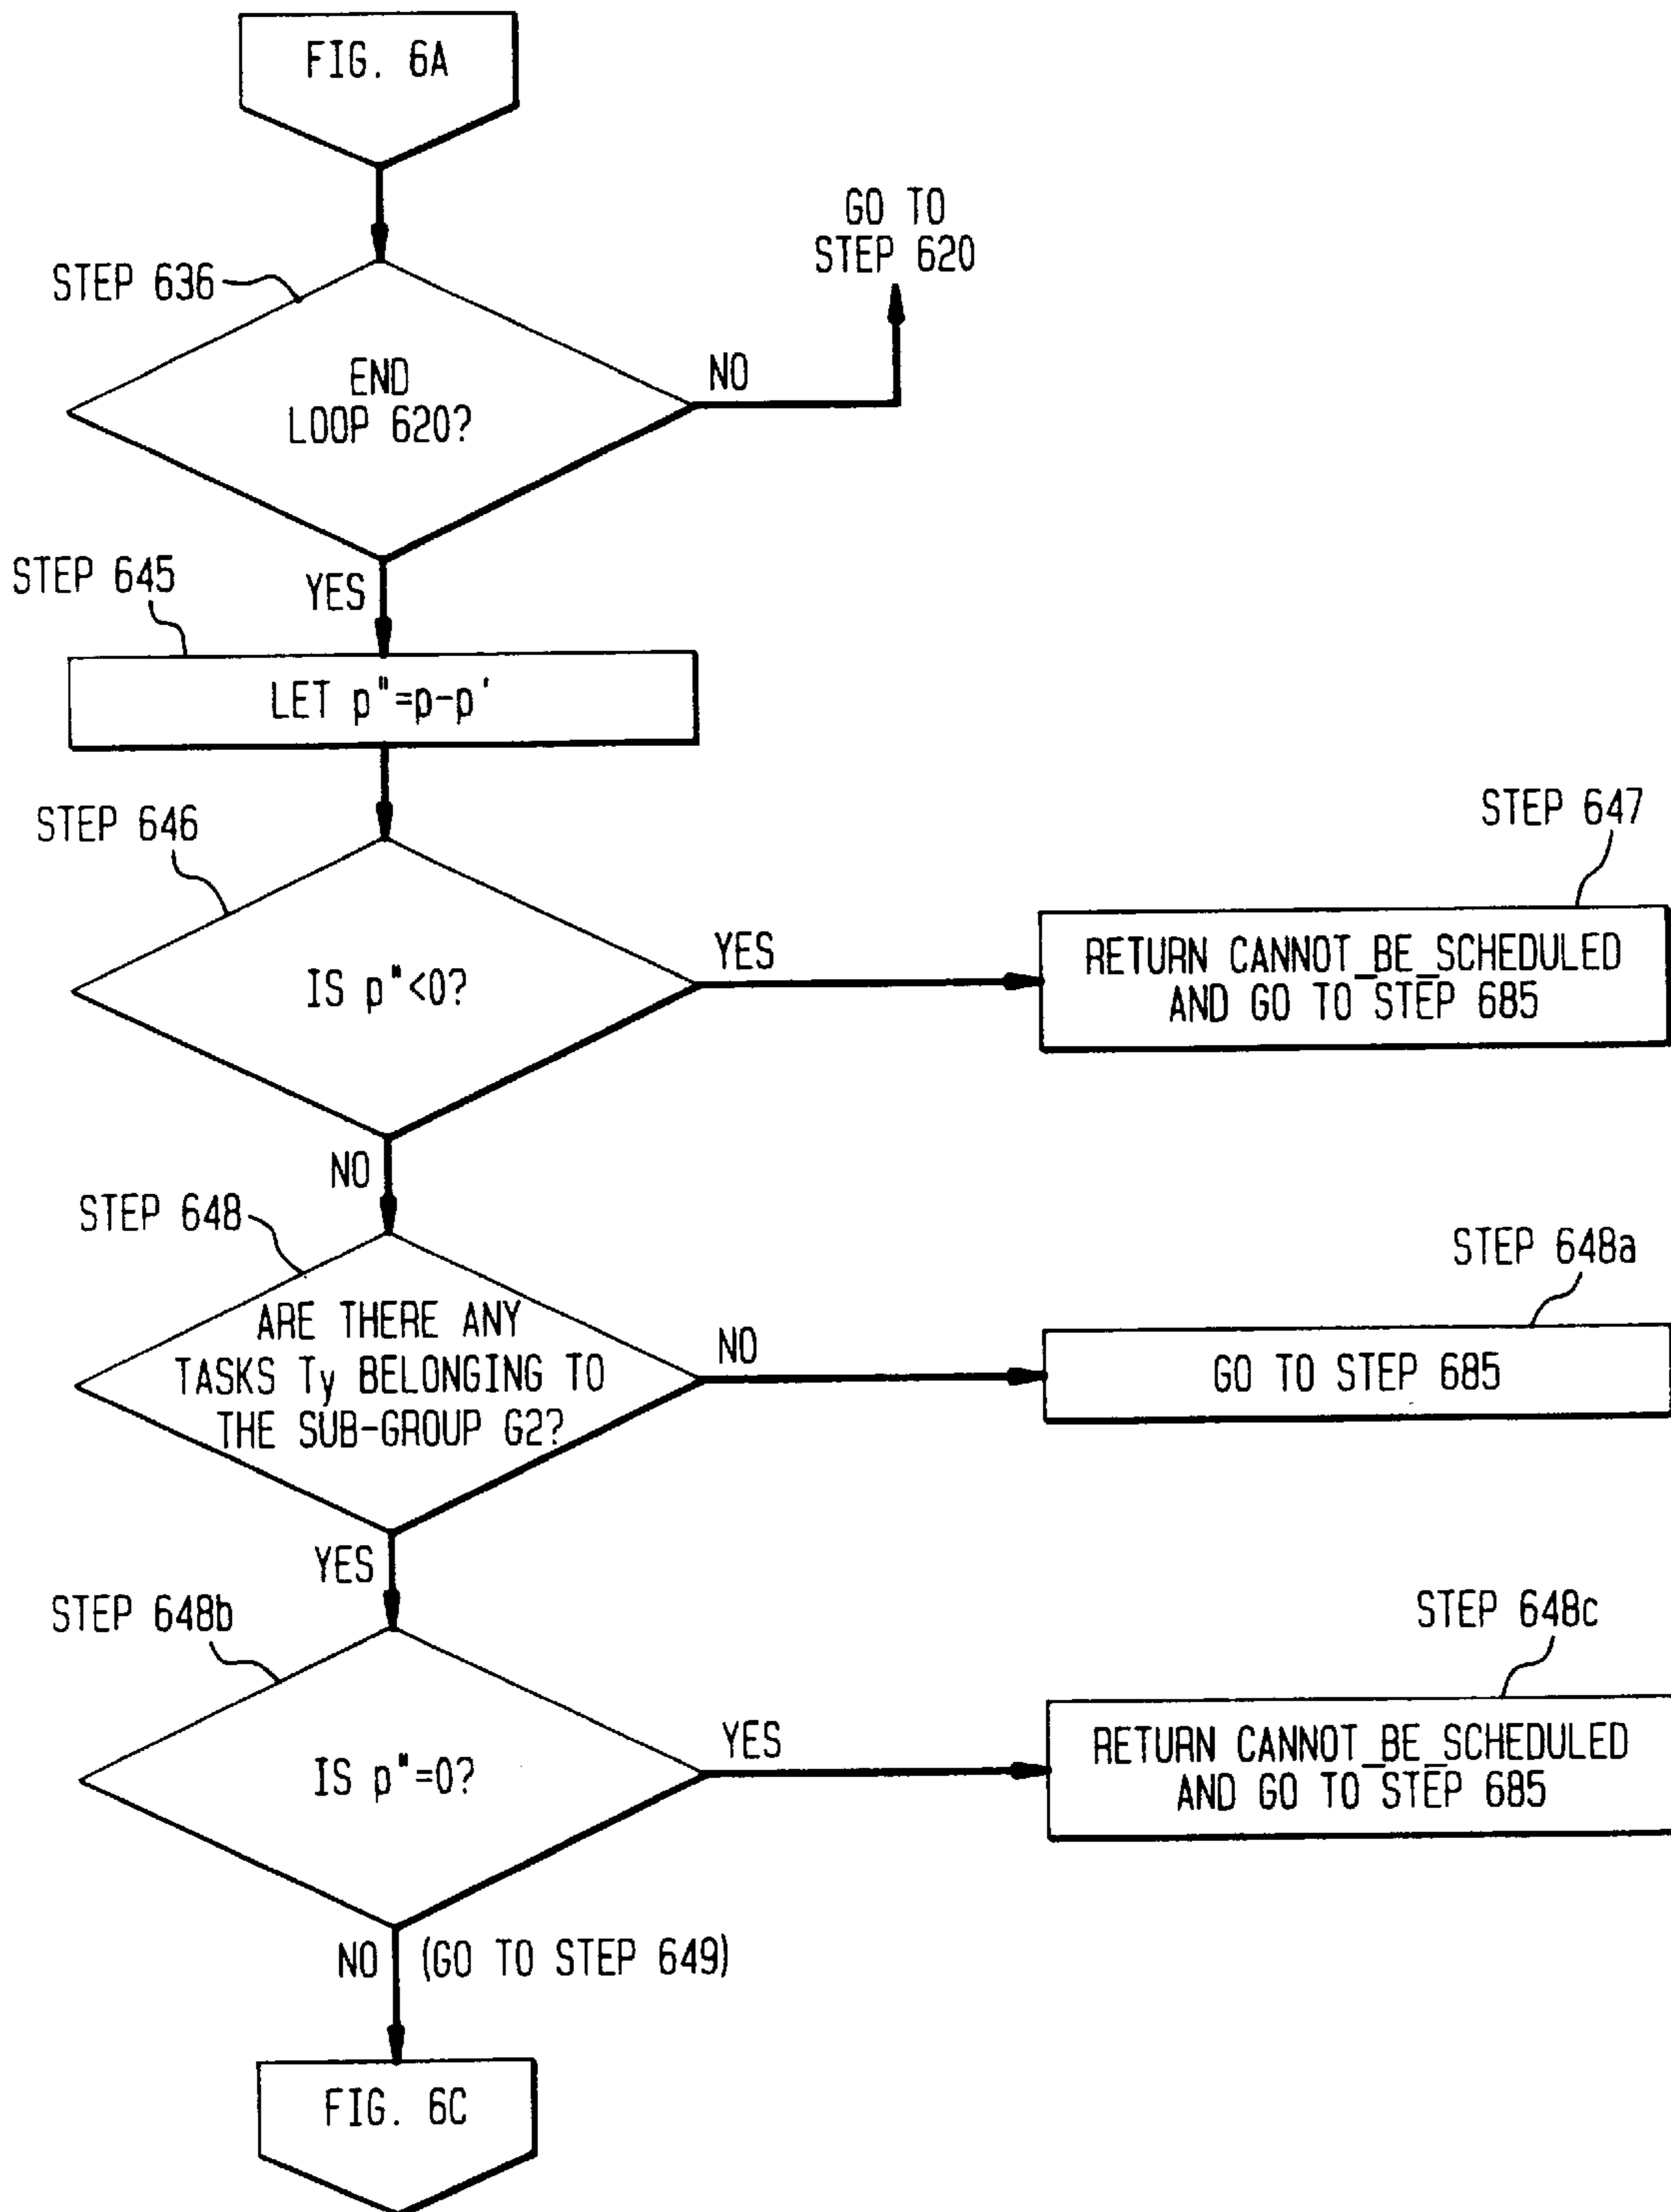 FIG. 6A
GO TO
STEP 620
STEP 636
END
LOOP 620?
NO
STEP 645
YES
LET p"=p-p'
STEP 646
STEP 647
IS p"<0?
YES
RETURN CANNOT_BE_SCHEDULED
AND GO TO STEP 685
NO
STEP 648
STEP 648a
ARE THERE ANY
TASKS Ty BELONGING TO
THE SUB-GROUP G2?
NO
GO TO STEP 685
YES
STEP 648b
STEP 648c
IS p"=0?
YES
RETURN CANNOT_BE_SCHEDULED
AND GO TO STEP 685
NO (GO TO STEP 649)
FIG. 6C